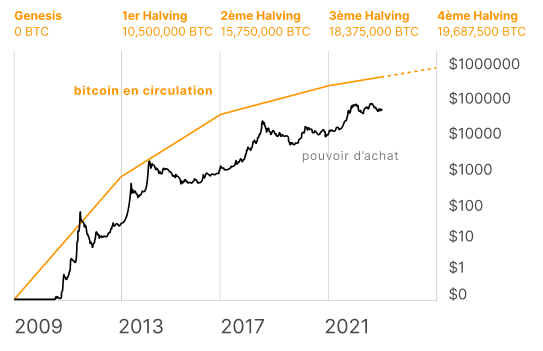 Genesis
0 BTC
1er Halving
10,500,000 BTC
2ème Halving
15,750,000 BTC
3ème Halving
18,375,000 BTC
4ème Halving
19,687,500 BTC
bitcoin en circulation
pouvoir d'achat
$1000000
$100000
$10000
$1000
$100
$10
$1
$0
2009
2013
2017
2021